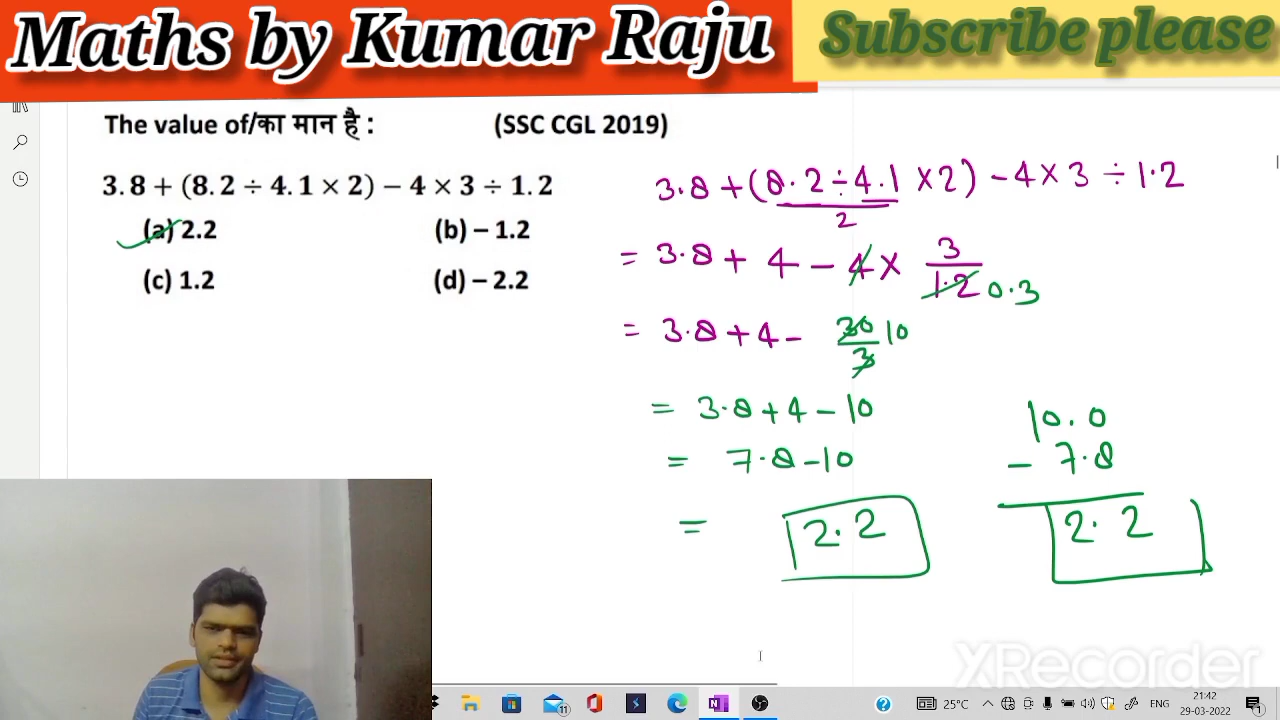 Maths by Kumar Raju
Subscribe please
The value of/का मान है : (SSC CGL 2019)
3.8 + (8.2 ÷ 4.1 × 2) − 4 × 3 ÷ 1.2
(a) 2.2 (b) – 1.2
(c) 1.2 (d) – 2.2
3.8 + (8.2 ÷ 4.1 × 2) − 4 × 3 ÷ 1.2
2
= 3.8 + 4 − 4 × 3/1.2 0.3
= 3.8 + 4 − 30/3 10
= 3.8 + 4 − 10
= 7.8 − 10
= 2.2
10.0
− 7.8
2.2
XRecorder
11
25°C
ENG
21:42
29-03-2022
1